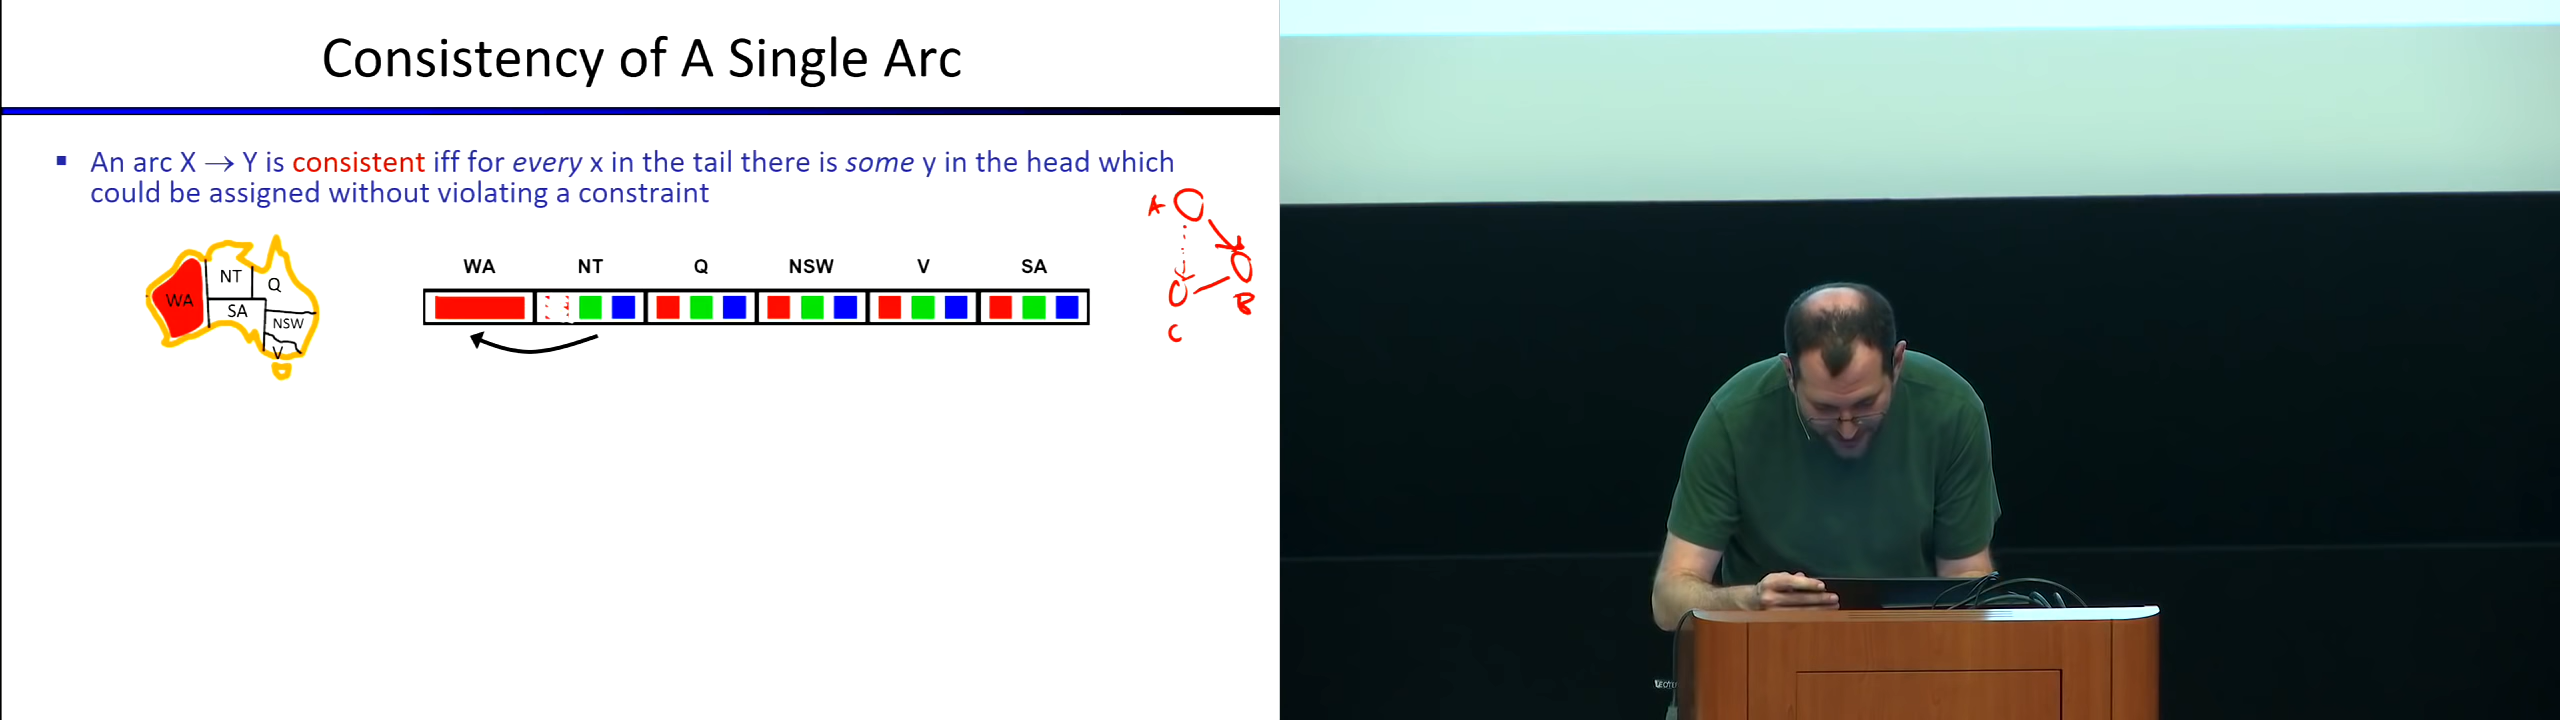 Consistency of A Single Arc
▪ An arc X → Y is consistent iff for every x in the tail there is some y in the head which
could be assigned without violating a constraint
A
B
C
WA
NT
Q
SA
NSW
V
WA NT Q NSW V SA